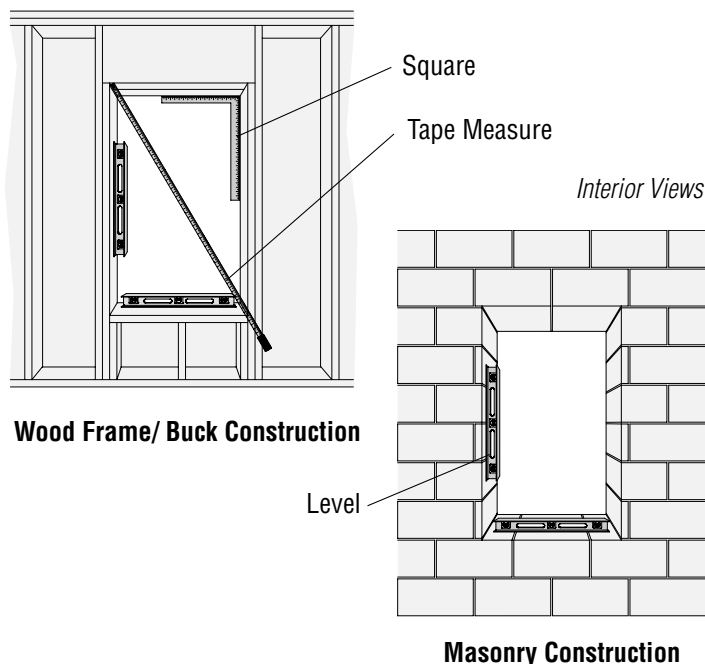 Square
Tape Measure
Interior Views
Wood Frame/ Buck Construction
Level
Masonry Construction